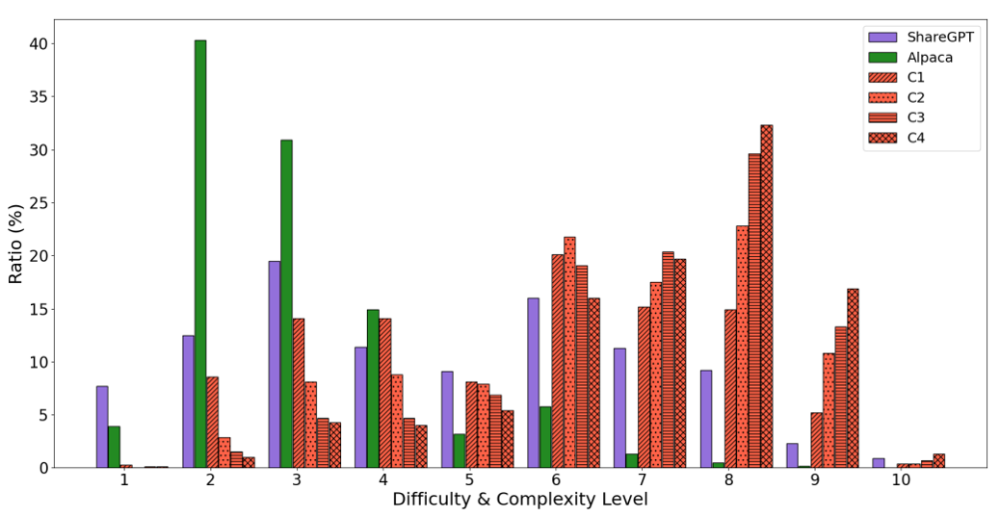 40
35
30
25
20
15
10
5
0
Ratio (%)
1 2 3 4 5 6 7 8 9 10
Difficulty & Complexity Level
ShareGPT
Alpaca
C1
C2
C3
C4